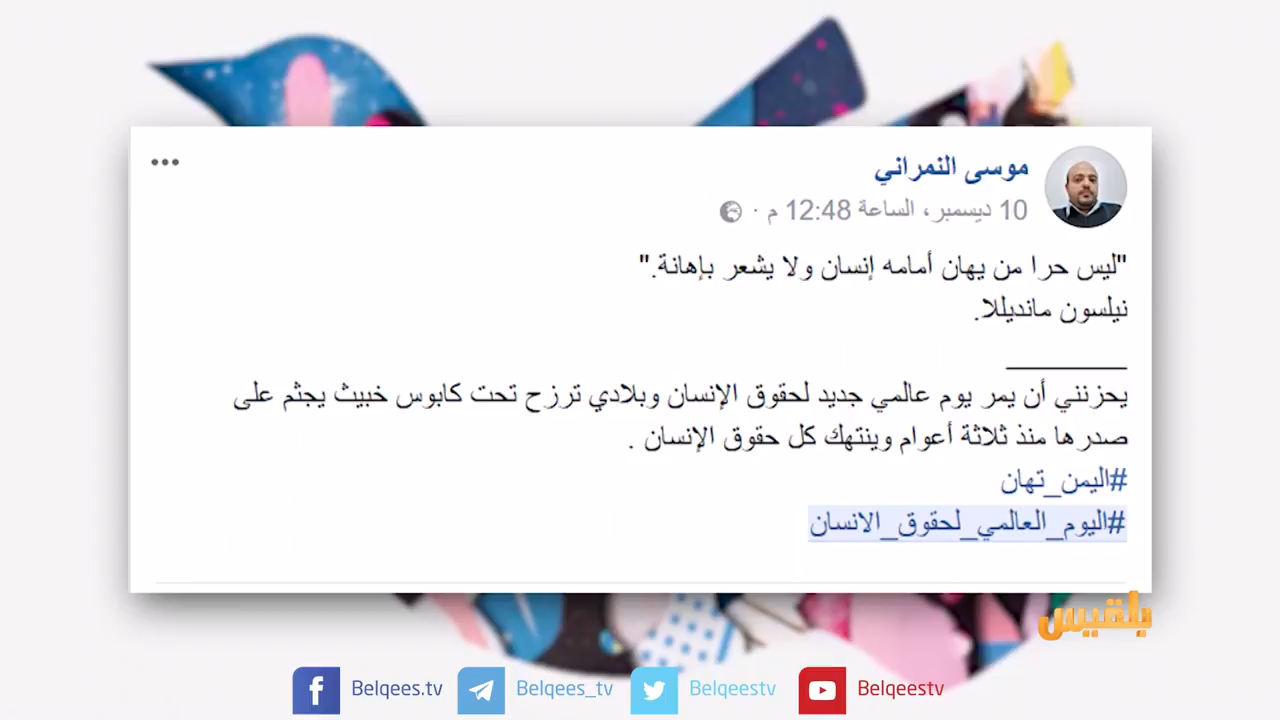 موسى النمراني
10 ديسمبر، الساعة 12:48 م ·
"ليس حرا من يهان أمامه إنسان ولا يشعر بإهانة."
نيلسون مانديللا.
يحزنني أن يمر يوم عالمي جديد لحقوق الإنسان وبلادي ترزح تحت كابوس خبيث يجثم على
صدرها منذ ثلاثة أعوام وينتهك كل حقوق الإنسان .
#اليمن_تهان
#اليوم_العالمي_لحقوق_الانسان
بلقيس
Belqees.tv Belqees_tv Belqeestv Belqeestv